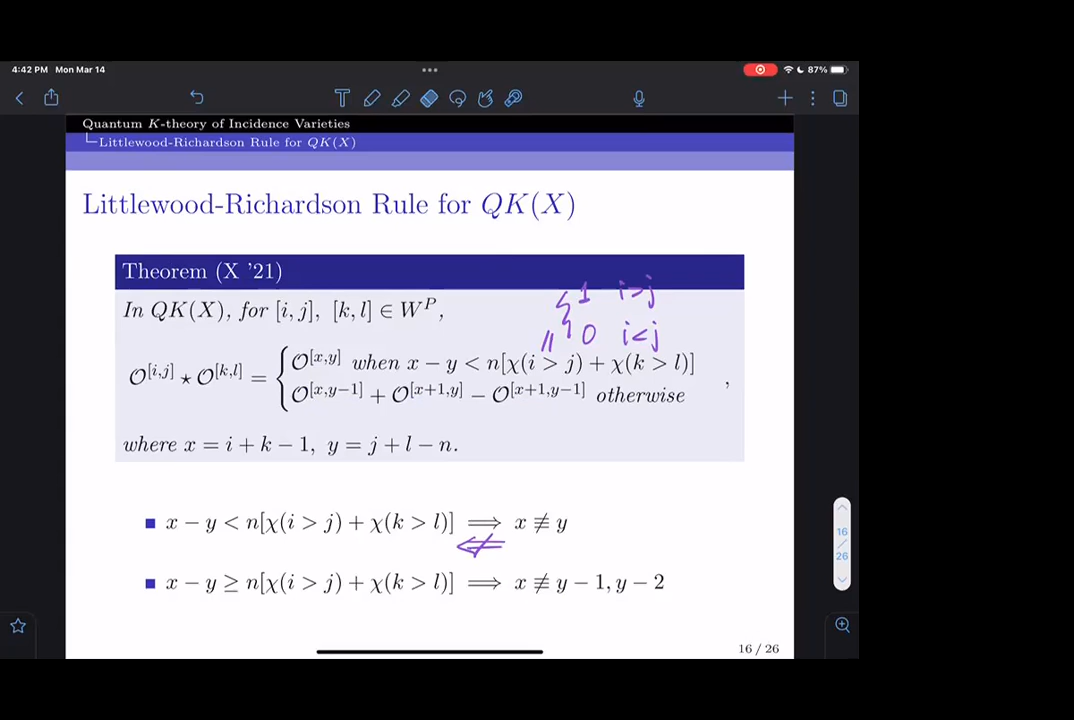 4:42 PM Mon Mar 14
87%
Quantum K-theory of Incidence Varieties
Littlewood-Richardson Rule for QK(X)
Littlewood-Richardson Rule for QK(X)
Theorem (X '21)
{ 1 i>j
In QK(X), for [i, j], [k, l] ∈ W^P,
|| { 0 i<j
O^[i,j] ⋆ O^[k,l] = { O^[x,y] when x − y < n[χ(i > j) + χ(k > l)]
O^[x,y−1] + O^[x+1,y] − O^[x+1,y−1] otherwise ,
where x = i + k − 1, y = j + l − n.
■ x − y < n[χ(i > j) + χ(k > l)] ⟹ x ≢ y
■ x − y ≥ n[χ(i > j) + χ(k > l)] ⟹ x ≢ y − 1, y − 2
16
/
26
16 / 26